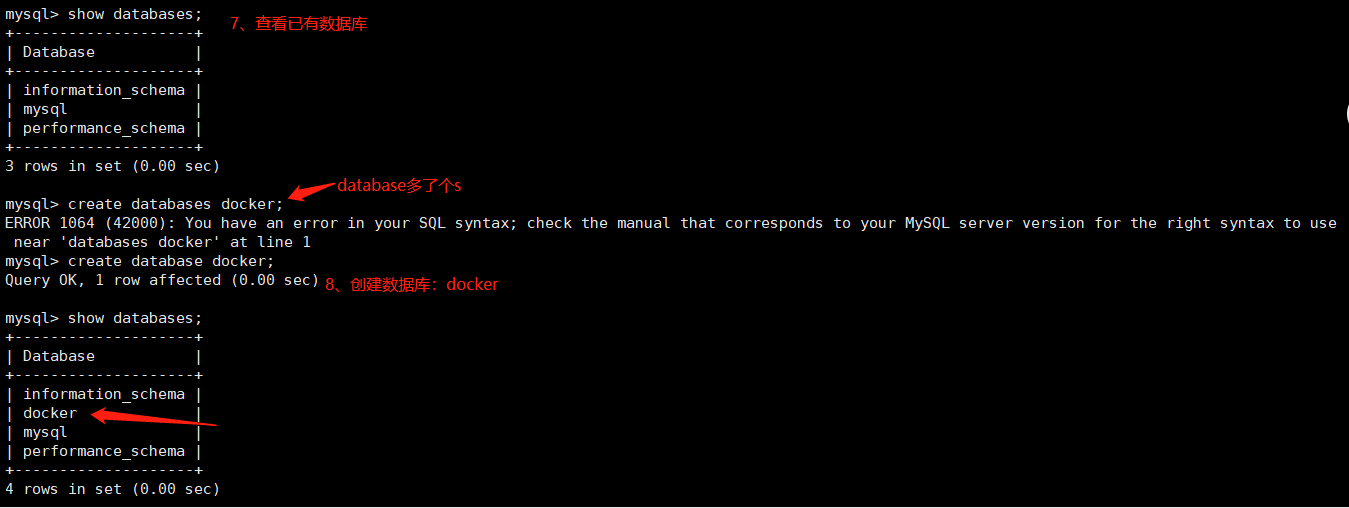 mysql> show databases;
7、查看已有数据库
+--------------------+
| Database           |
+--------------------+
| information_schema |
| mysql              |
| performance_schema |
+--------------------+
3 rows in set (0.00 sec)
database多了个s
mysql> create databases docker;
ERROR 1064 (42000): You have an error in your SQL syntax; check the manual that corresponds to your MySQL server version for the right syntax to use
 near 'databases docker' at line 1
mysql> create database docker;
Query OK, 1 row affected (0.00 sec)
8、创建数据库：docker
mysql> show databases;
+--------------------+
| Database           |
+--------------------+
| information_schema |
| docker             |
| mysql              |
| performance_schema |
+--------------------+
4 rows in set (0.00 sec)